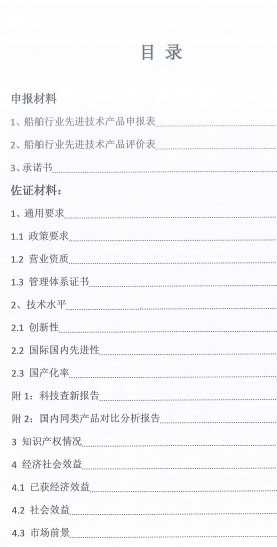 目 录
申报材料
1、船舶行业先进技术产品申报表
2、船舶行业先进技术产品评价表
3、承诺书
佐证材料：
1、通用要求
1.1 政策要求
1.2 营业资质
1.3 管理体系证书
2、技术水平
2.1 创新性
2.2 国际国内先进性
2.3 国产化率
附 1：科技查新报告
附 2：国内同类产品对比分析报告
3 知识产权情况
4 经济社会效益
4.1 已获经济效益
4.2 社会效益
4.3 市场前景